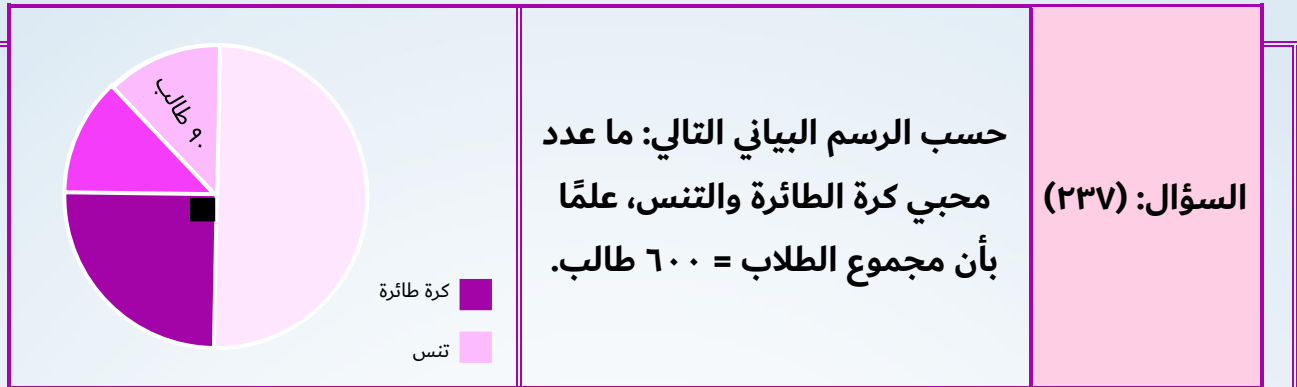 السؤال: (٢٣٧)
حسب الرسم البياني التالي: ما عدد
محبي كرة الطائرة والتنس، علمًا
بأن مجموع الطلاب = ٦٠٠ طالب.
٩٠ طالب
كرة طائرة
تنس